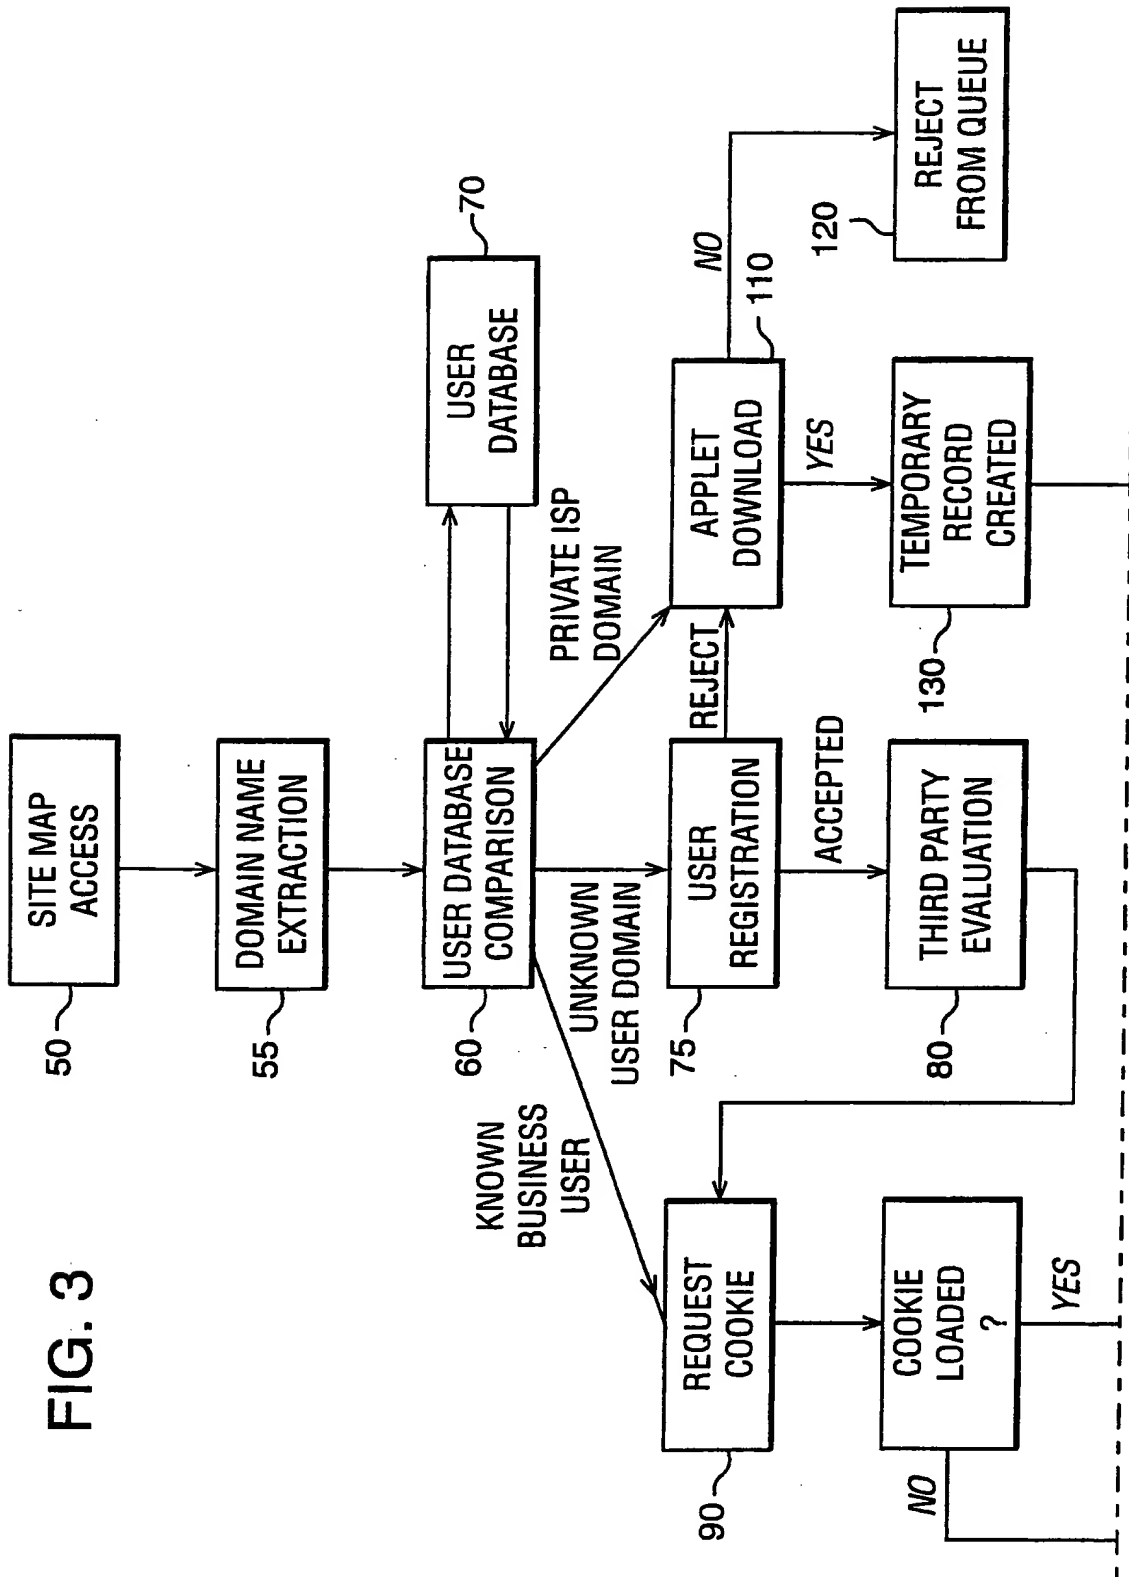 FIG. 3
SITE MAP
ACCESS
50
DOMAIN NAME
EXTRACTION
55
USER DATABASE
COMPARISON
60
USER
DATABASE
70
KNOWN
BUSINESS
USER
UNKNOWN
USER DOMAIN
PRIVATE ISP
DOMAIN
REQUEST
COOKIE
90
USER
REGISTRATION
75
REJECT
APPLET
DOWNLOAD
110
NO
REJECT
FROM QUEUE
120
ACCEPTED
YES
COOKIE
LOADED
?
NO
YES
THIRD PARTY
EVALUATION
80
TEMPORARY
RECORD
CREATED
130